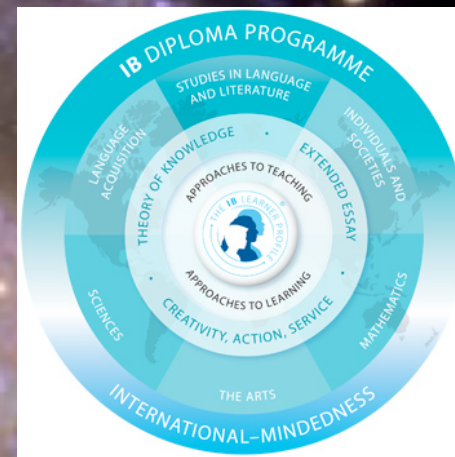 IB DIPLOMA PROGRAMME
STUDIES IN LANGUAGE
AND LITERATURE
LANGUAGE
ACQUISITION
INDIVIDUALS AND
SOCIETIES
THEORY OF KNOWLEDGE
EXTENDED ESSAY
APPROACHES TO TEACHING
THE IB LEARNER PROFILE
APPROACHES TO LEARNING
CREATIVITY, ACTION, SERVICE
SCIENCES
MATHEMATICS
THE ARTS
INTERNATIONAL–MINDEDNESS